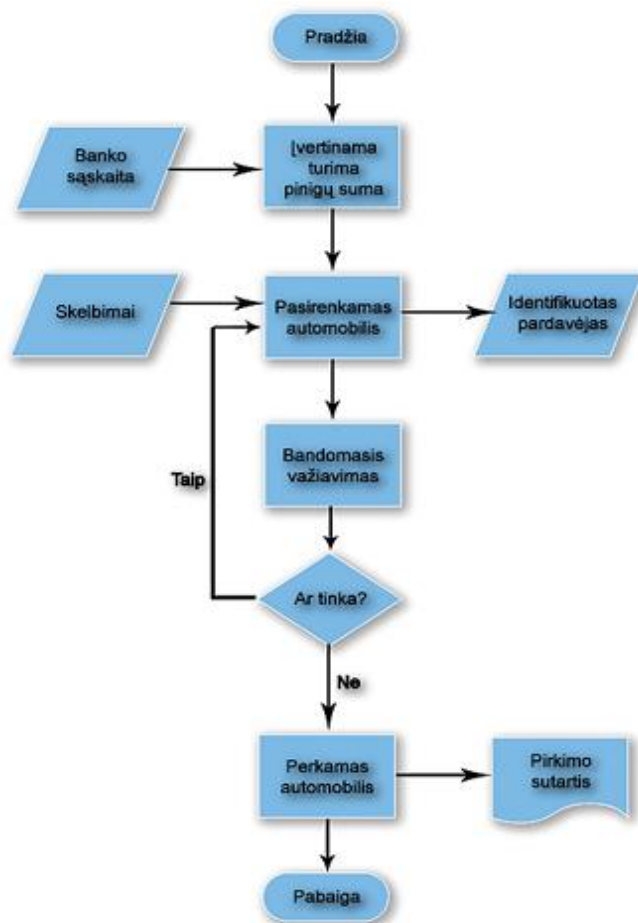 Pradžia
Banko
sąskaita
Įvertinama
turima
pinigų suma
Skelbimai
Pasirenkamas
automobilis
Identifikuotas
pardavėjas
Bandomasis
važiavimas
Taip
Ar tinka?
Ne
Perkamas
automobilis
Pirkimo
sutartis
Pabaiga